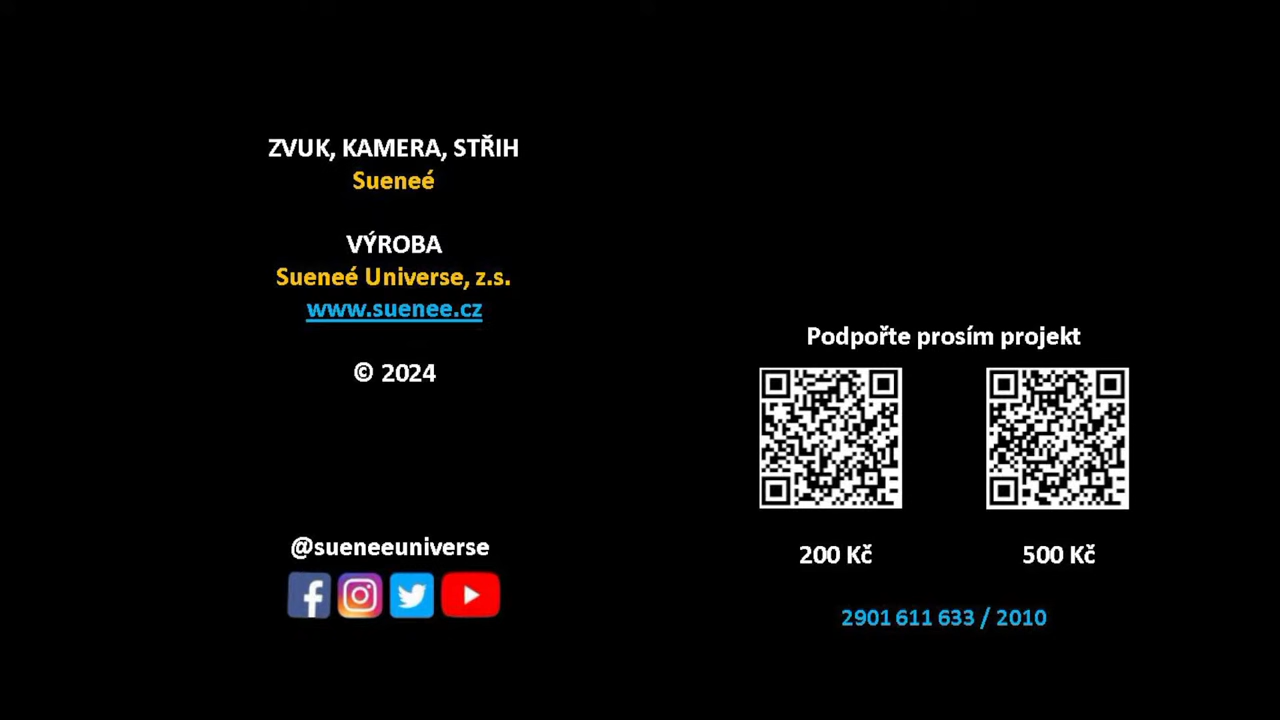 ZVUK, KAMERA, STŘIH
Sueneé
VÝROBA
Sueneé Universe, z.s.
www.suenee.cz
© 2024
@sueneeuniverse
Podpořte prosím projekt
200 Kč
500 Kč
2901 611 633 / 2010